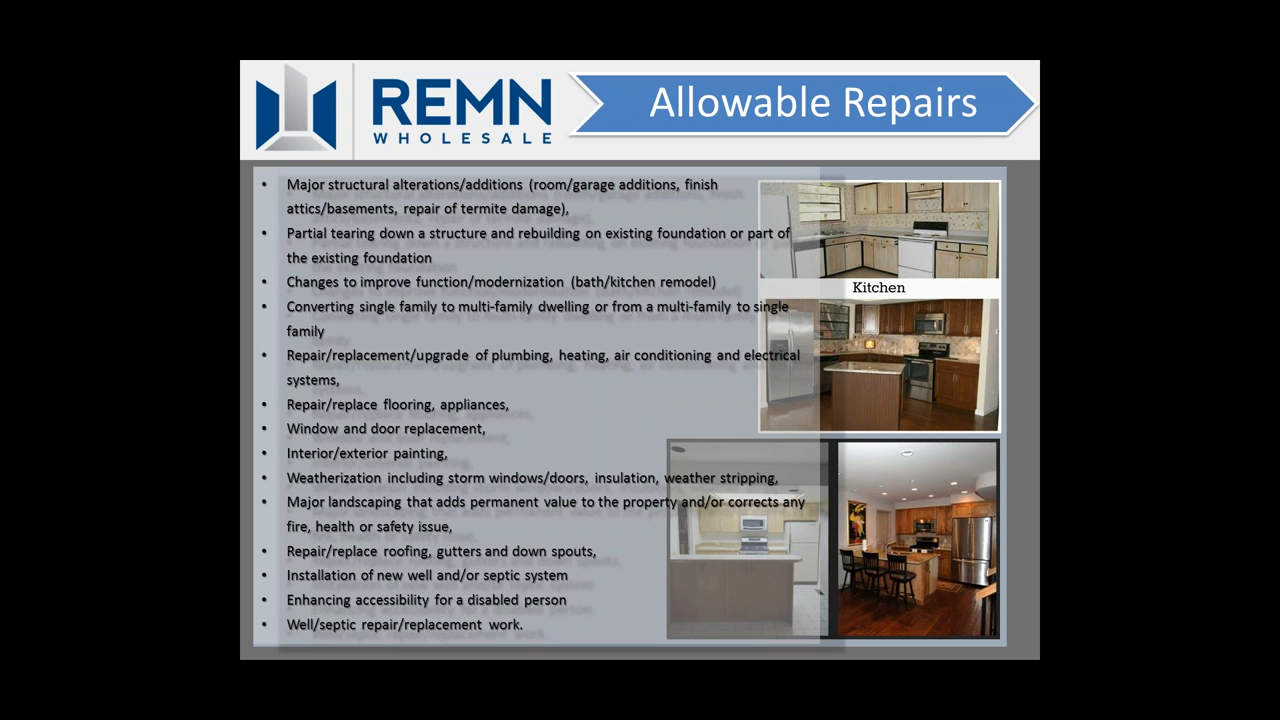 REMN
WHOLESALE
Allowable Repairs
• Major structural alterations/additions (room/garage additions, finish
attics/basements, repair of termite damage),
• Partial tearing down a structure and rebuilding on existing foundation or part of
the existing foundation
• Changes to improve function/modernization (bath/kitchen remodel)
• Converting single family to multi-family dwelling or from a multi-family to single
family
• Repair/replacement/upgrade of plumbing, heating, air conditioning and electrical
systems,
• Repair/replace flooring, appliances,
• Window and door replacement,
• Interior/exterior painting,
• Weatherization including storm windows/doors, insulation, weather stripping,
• Major landscaping that adds permanent value to the property and/or corrects any
fire, health or safety issue,
• Repair/replace roofing, gutters and down spouts,
• Installation of new well and/or septic system
• Enhancing accessibility for a disabled person
• Well/septic repair/replacement work.
Kitchen